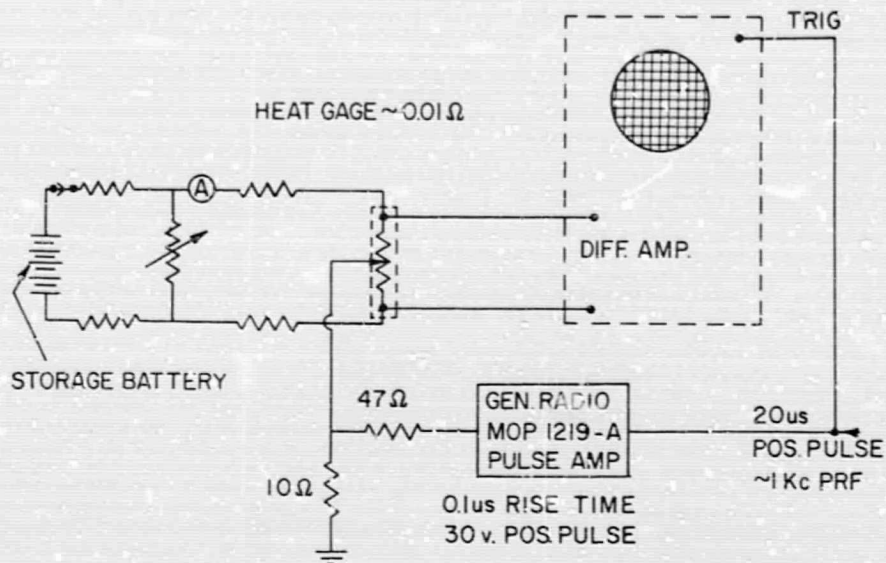 TRIG
HEAT GAGE ~0.01Ω
A
DIFF. AMP.
STORAGE BATTERY
47Ω
GEN. RADIO
MOP 1219-A
PULSE AMP
20us
POS. PULSE
~1 Kc PRF
10Ω
0.1us RISE TIME
30 v. POS. PULSE